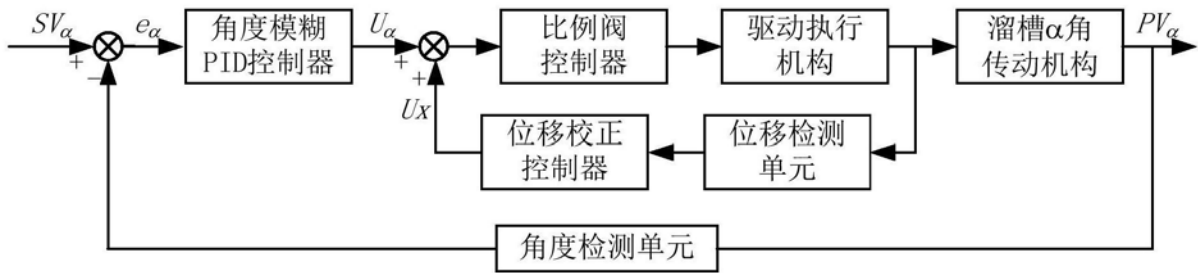 SVα
+
−
eα
角度模糊
PID控制器
Uα
+
+
Ux
比例阀
控制器
驱动执行
机构
溜槽α角
传动机构
PVα
位移校正
控制器
位移检测
单元
角度检测单元